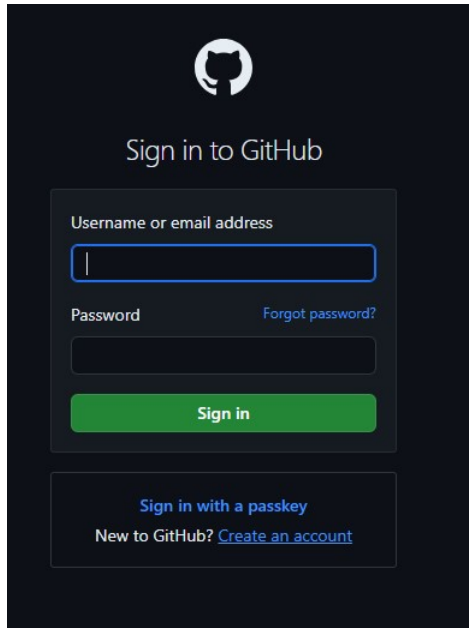 Sign in to GitHub
Username or email address
Password Forgot password?
Sign in
Sign in with a passkey
New to GitHub? Create an account